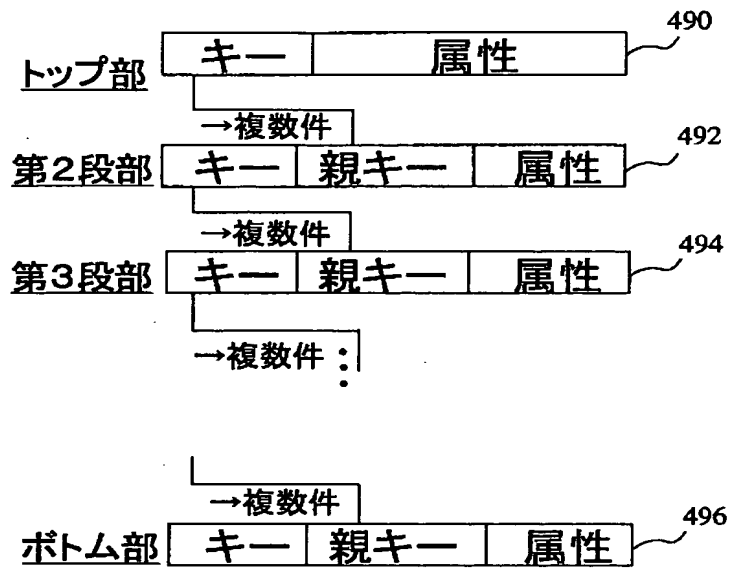 490
トップ部 キー 属性
→複数件
492
第2段部 キー 親キー 属性
→複数件
494
第3段部 キー 親キー 属性
→複数件
→複数件
496
ボトム部 キー 親キー 属性